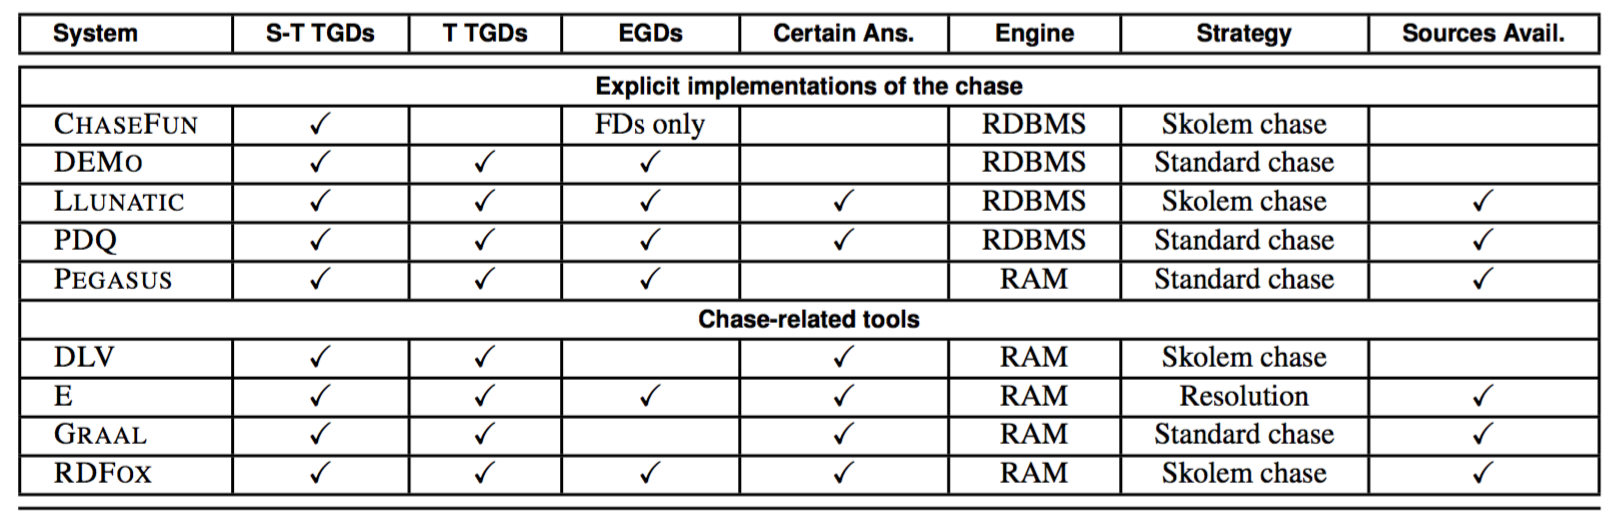 System S-T TGDs T TGDs EGDs Certain Ans. Engine Strategy Sources Avail.
Explicit implementations of the chase
CHASEFUN ✓ FDs only RDBMS Skolem chase
DEMO ✓ ✓ ✓ RDBMS Standard chase
LLUNATIC ✓ ✓ ✓ ✓ RDBMS Skolem chase ✓
PDQ ✓ ✓ ✓ ✓ RDBMS Standard chase ✓
PEGASUS ✓ ✓ ✓ RAM Standard chase ✓
Chase-related tools
DLV ✓ ✓ ✓ RAM Skolem chase
E ✓ ✓ ✓ ✓ RAM Resolution ✓
GRAAL ✓ ✓ ✓ RAM Standard chase ✓
RDFOX ✓ ✓ ✓ ✓ RAM Skolem chase ✓